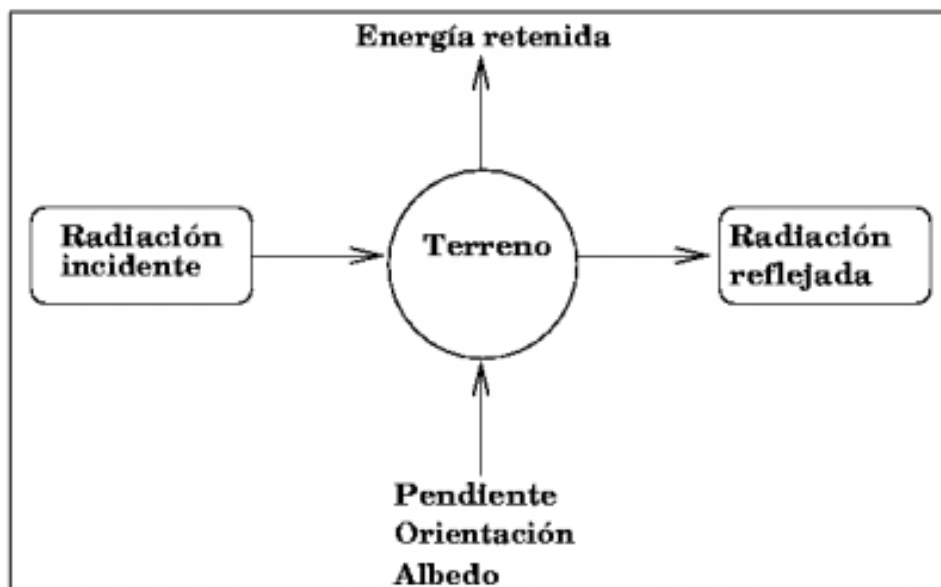 Energía retenida
Radiación
incidente
Terreno
Radiación
reflejada
Pendiente
Orientación
Albedo